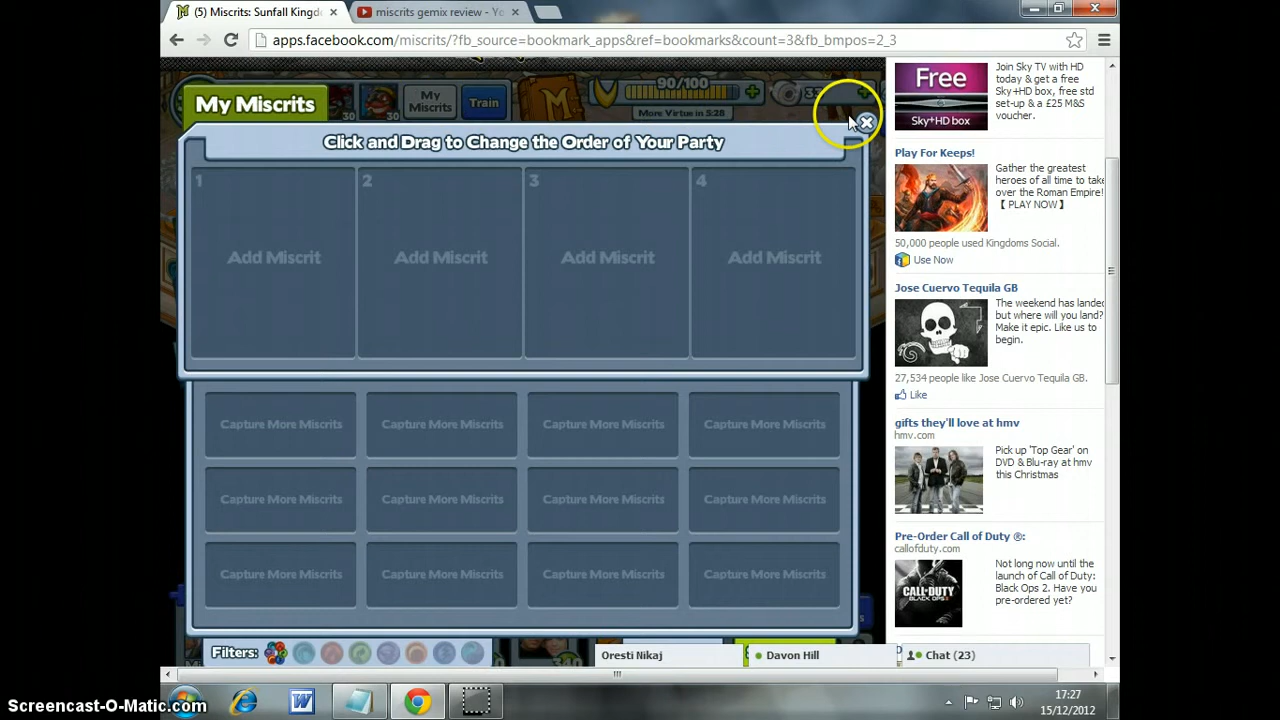 (5) Miscrits: Sunfall Kingd
miscrits gemix review - Yo
apps.facebook.com/miscrits/?fb_source=bookmark_apps&ref=bookmarks&count=3&fb_bmpos=2_3
My Miscrits
30
30
My
Miscrits
Train
90/100
More Virtue in 5:28
Click and Drag to Change the Order of Your Party
1
2
3
4
Add Miscrit
Add Miscrit
Add Miscrit
Add Miscrit
Capture More Miscrits
Capture More Miscrits
Capture More Miscrits
Capture More Miscrits
Capture More Miscrits
Capture More Miscrits
Capture More Miscrits
Capture More Miscrits
Capture More Miscrits
Capture More Miscrits
Capture More Miscrits
Capture More Miscrits
Filters:
Free
Sky+HD box
Join Sky TV with HD
today & get a free
Sky+HD box, free std
set-up & a £25 M&S
voucher.
Play For Keeps!
Gather the greatest
heroes of all time to take
over the Roman Empire!
【 PLAY NOW 】
50,000 people used Kingdoms Social.
Use Now
Jose Cuervo Tequila GB
The weekend has landed
but where will you land?
Make it epic. Like us to
begin.
27,534 people like Jose Cuervo Tequila GB.
Like
gifts they'll love at hmv
hmv.com
Pick up 'Top Gear' on
DVD & Blu-ray at hmv
this Christmas
Pre-Order Call of Duty ®:
callofduty.com
CALL·DUTY
BLACK OPS II
Not long now until the
launch of Call of Duty:
Black Ops 2. Have you
pre-ordered yet?
Oresti Nikaj
Davon Hill
Chat (23)
17:27
15/12/2012
Screencast-O-Matic.com